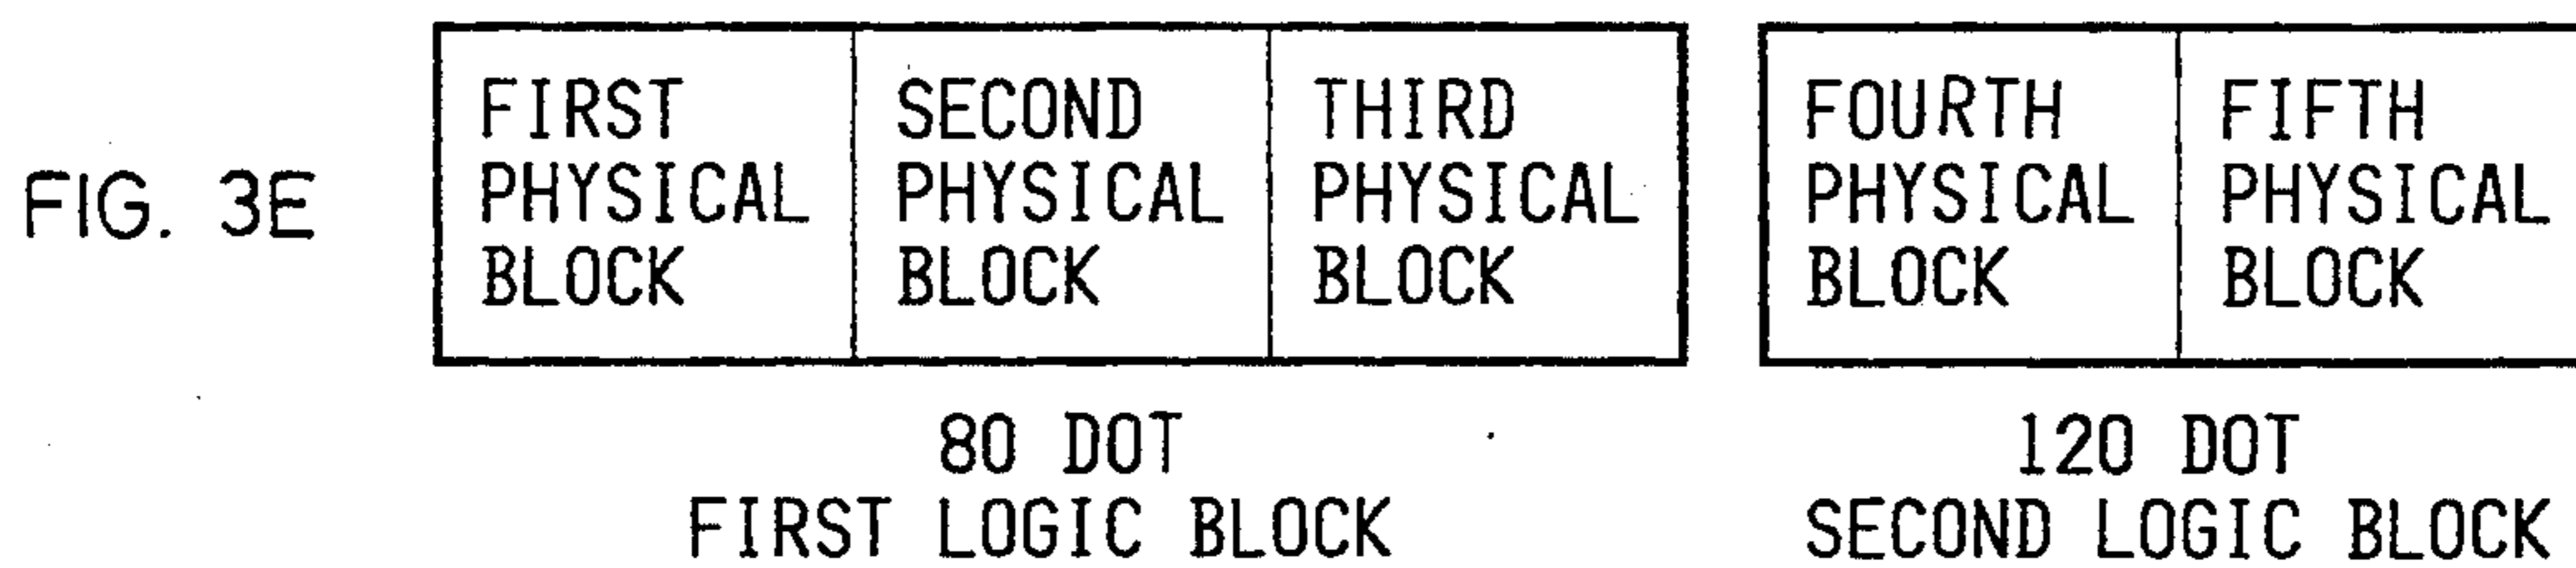 FIG. 3E
FIRST PHYSICAL BLOCK
SECOND PHYSICAL BLOCK
THIRD PHYSICAL BLOCK
FOURTH PHYSICAL BLOCK
FIFTH PHYSICAL BLOCK
80 DOT
FIRST LOGIC BLOCK
120 DOT
SECOND LOGIC BLOCK